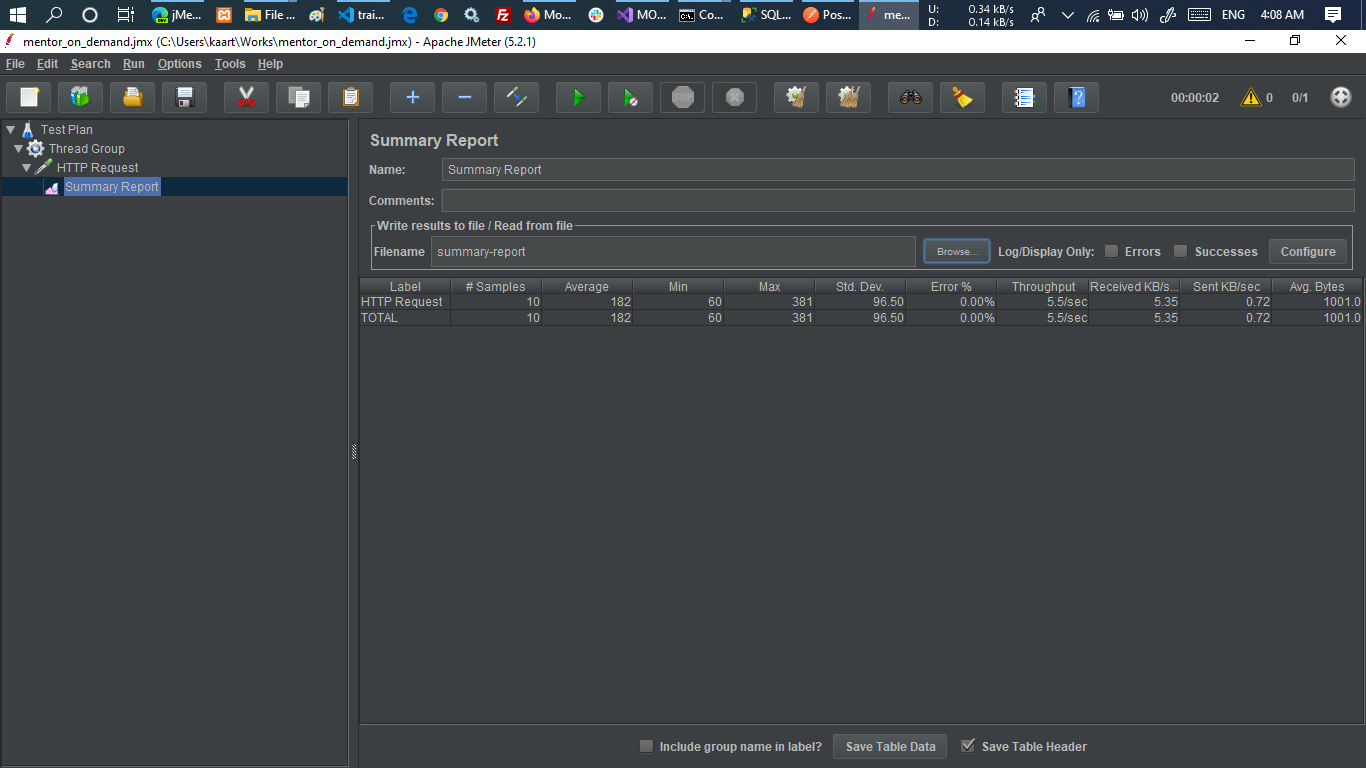 jMe... File ... trai... Mo... MO... Co... SQL... Pos... me... U: 0.34 kB/s ENG 4:08 AM
D: 0.14 kB/s
mentor_on_demand.jmx (C:\Users\kaart\Works\mentor_on_demand.jmx) - Apache JMeter (5.2.1)
File Edit Search Run Options Tools Help
STOP 00:00:02 0 0/1
Test Plan
Thread Group
HTTP Request
Summary Report
Summary Report
Name: Summary Report
Comments:
Write results to file / Read from file
Filename summary-report Browse... Log/Display Only: Errors Successes Configure
Label # Samples Average Min Max Std. Dev. Error % Throughput Received KB/s... Sent KB/sec Avg. Bytes
HTTP Request 10 182 60 381 96.50 0.00% 5.5/sec 5.35 0.72 1001.0
TOTAL 10 182 60 381 96.50 0.00% 5.5/sec 5.35 0.72 1001.0
Include group name in label? Save Table Data Save Table Header